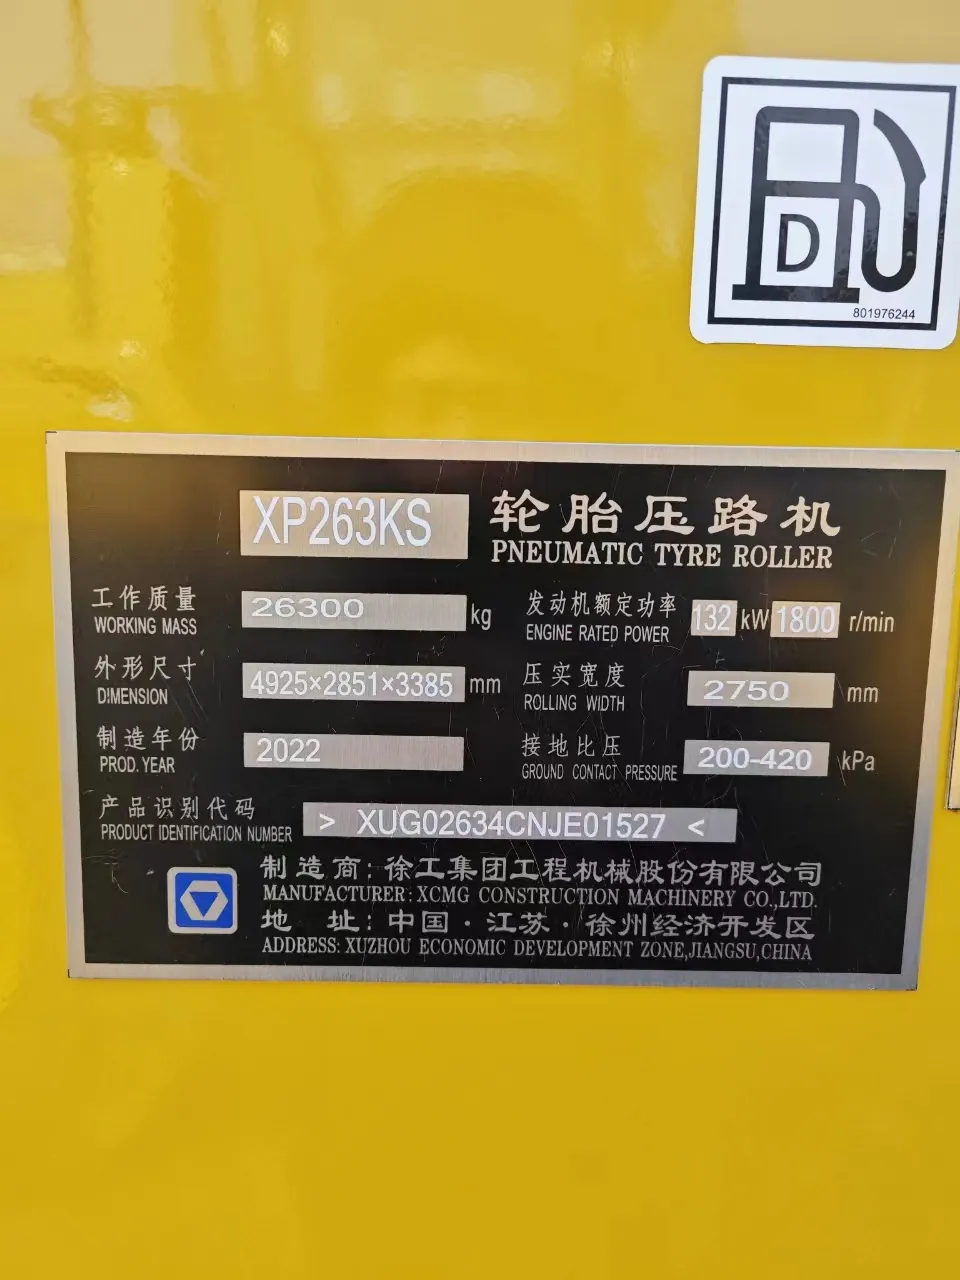 D
801976244
XP263KS 轮胎压路机
PNEUMATIC TYRE ROLLER
工作质量 26300 kg 发动机额定功率 132 kW 1800 r/min
WORKING MASS ENGINE RATED POWER
外形尺寸 4925×2851×3385 mm 压实宽度 2750 mm
DIMENSION ROLLING WIDTH
制造年份 2022 接地比压 200-420 kPa
PROD. YEAR GROUND CONTACT PRESSURE
产品识别代码 > XUG02634CNJE01527 <
PRODUCT IDENTIFICATION NUMBER
制造商: 徐工集团工程机械股份有限公司
MANUFACTURER: XCMG CONSTRUCTION MACHINERY CO.,LTD.
地 址: 中国·江苏·徐州经济开发区
ADDRESS: XUZHOU ECONOMIC DEVELOPMENT ZONE,JIANGSU,CHINA